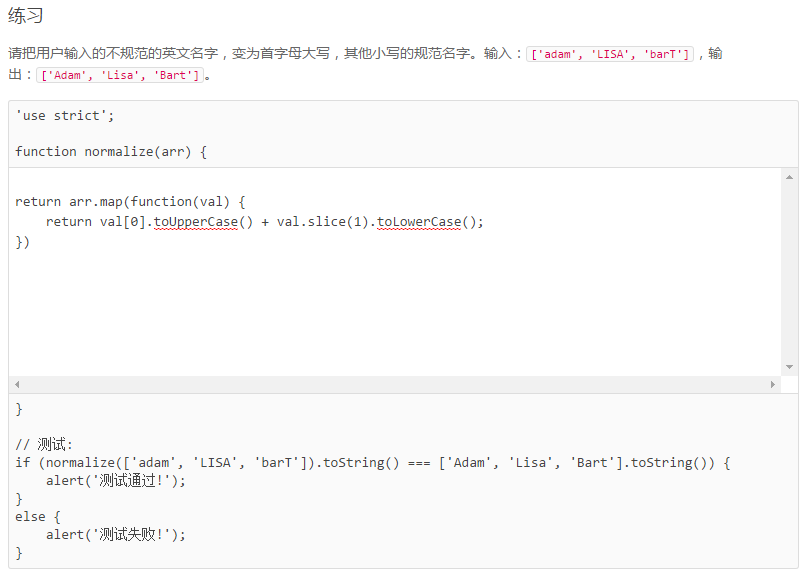 练习
请把用户输入的不规范的英文名字，变为首字母大写，其他小写的规范名字。输入：['adam', 'LISA', 'barT']，输
出：['Adam', 'Lisa', 'Bart']。
'use strict';
function normalize(arr) {
return arr.map(function(val) {
    return val[0].toUpperCase() + val.slice(1).toLowerCase();
})
}
// 测试:
if (normalize(['adam', 'LISA', 'barT']).toString() === ['Adam', 'Lisa', 'Bart'].toString()) {
    alert('测试通过!');
}
else {
    alert('测试失败!');
}